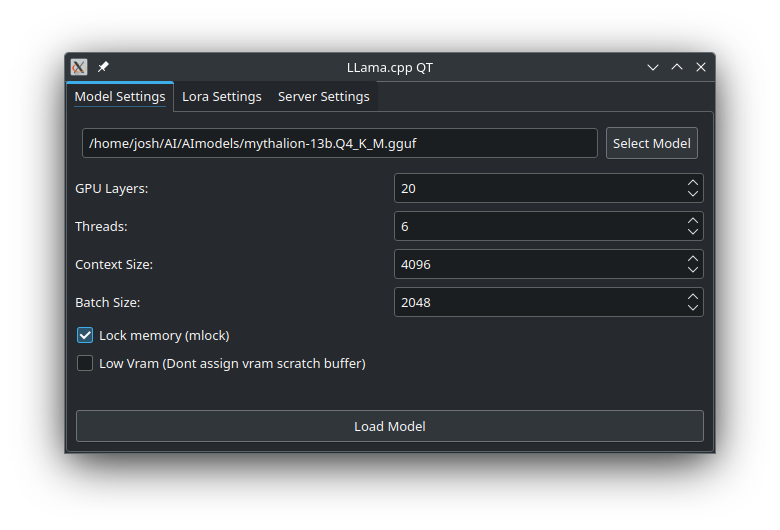 LLama.cpp QT
Model Settings Lora Settings Server Settings
/home/josh/AI/AImodels/mythalion-13b.Q4_K_M.gguf Select Model
GPU Layers: 20
Threads: 6
Context Size: 4096
Batch Size: 2048
Lock memory (mlock)
Low Vram (Dont assign vram scratch buffer)
Load Model